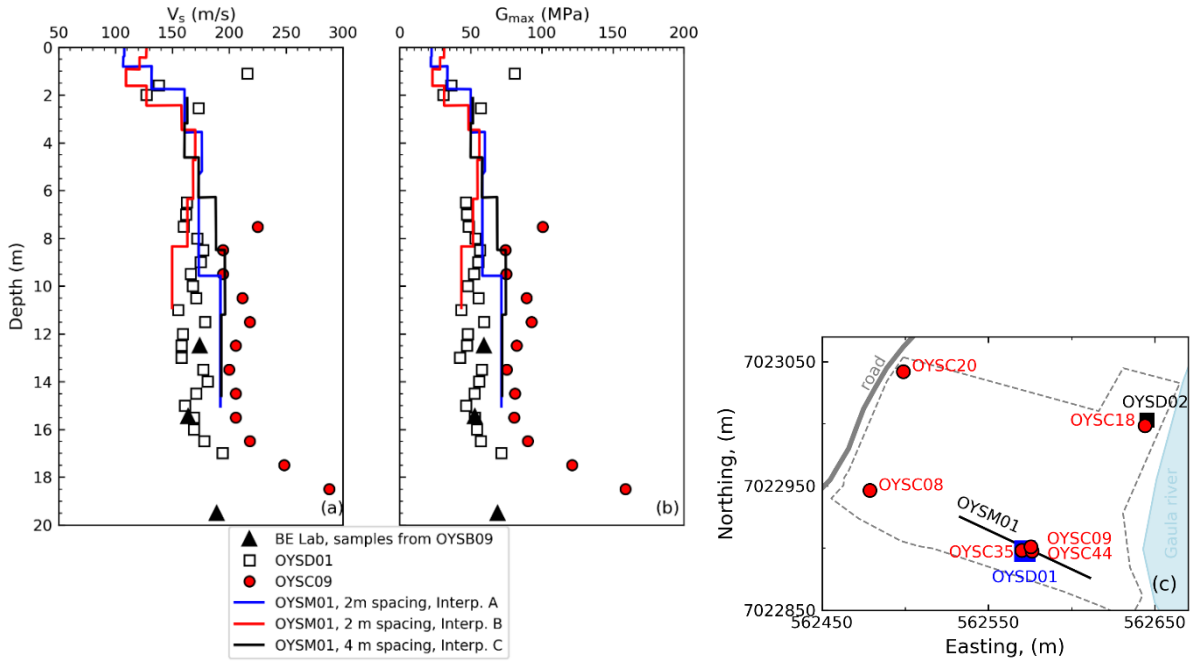 V_s (m/s)
50 100 150 200 250 300
G_max (MPa)
0 50 100 150 200
Depth (m)
0
2
4
6
8
10
12
14
16
18
20
(a)
(b)
BE Lab, samples from OYSB09
OYSD01
OYSC09
OYSM01, 2m spacing, Interp. A
OYSM01, 2 m spacing, Interp. B
OYSM01, 4 m spacing, Interp. C
Northing, (m)
7023050
7022950
7022850
road
OYSC20
OYSD02
OYSC18
OYSC08
OYSM01
OYSC09
OYSC35
OYSC44
OYSD01
Gaula river
(c)
562450 562550 562650
Easting, (m)